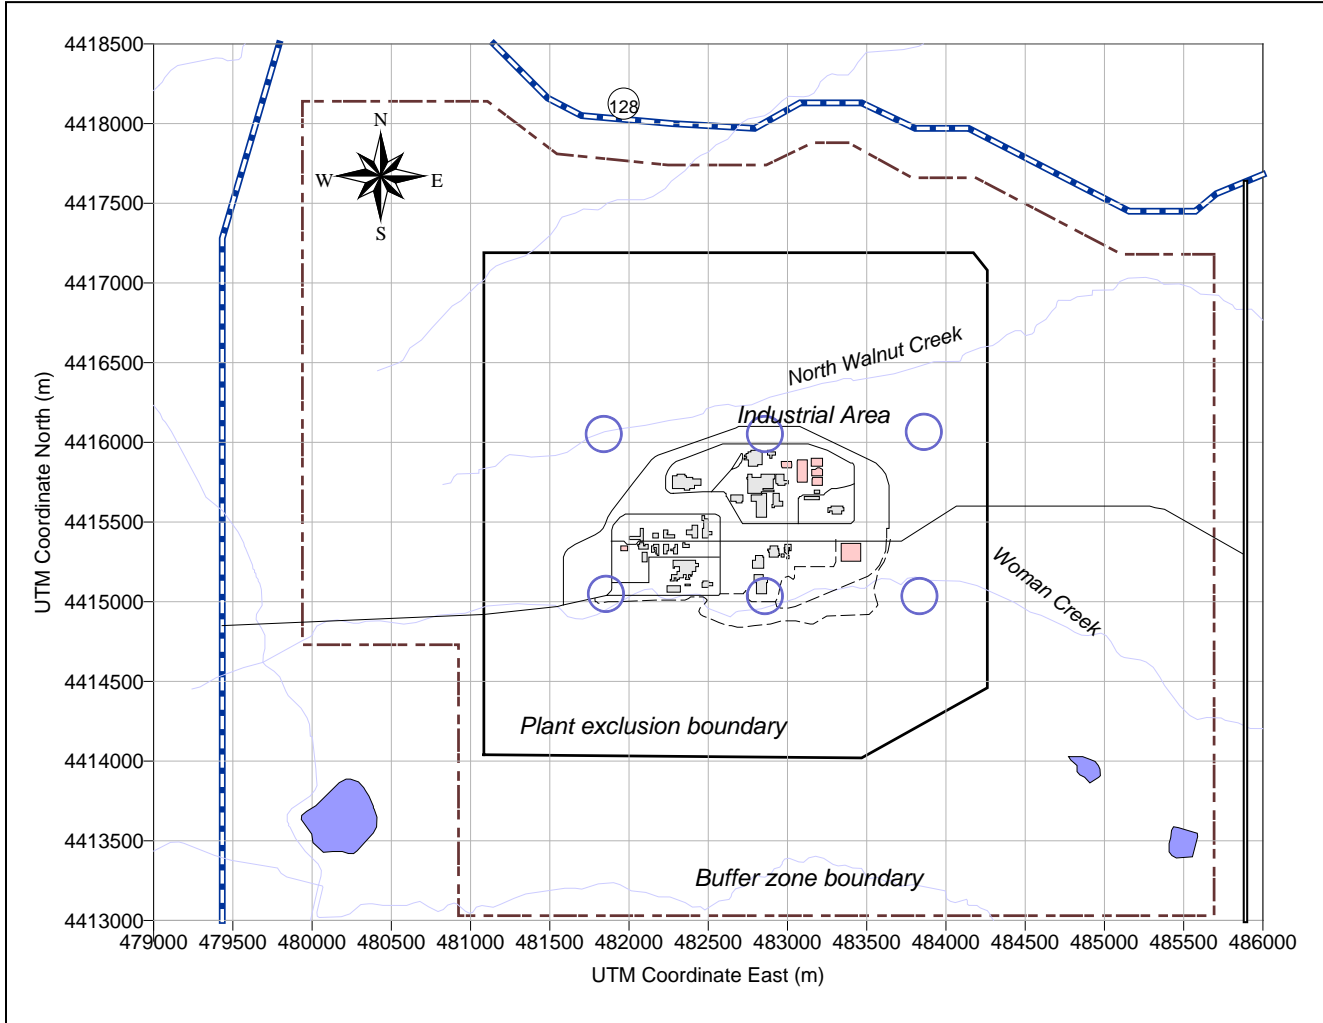 4418500
128
4418000
N
W
E
S
4417500
4417000
4416500
North Walnut Creek
Industrial Area
4416000
4415500
Woman Creek
4415000
4414500
Plant exclusion boundary
4414000
4413500
Buffer zone boundary
4413000
UTM Coordinate North (m)
479000 479500 480000 480500 481000 481500 482000 482500 483000 483500 484000 484500 485000 485500 486000
UTM Coordinate East (m)